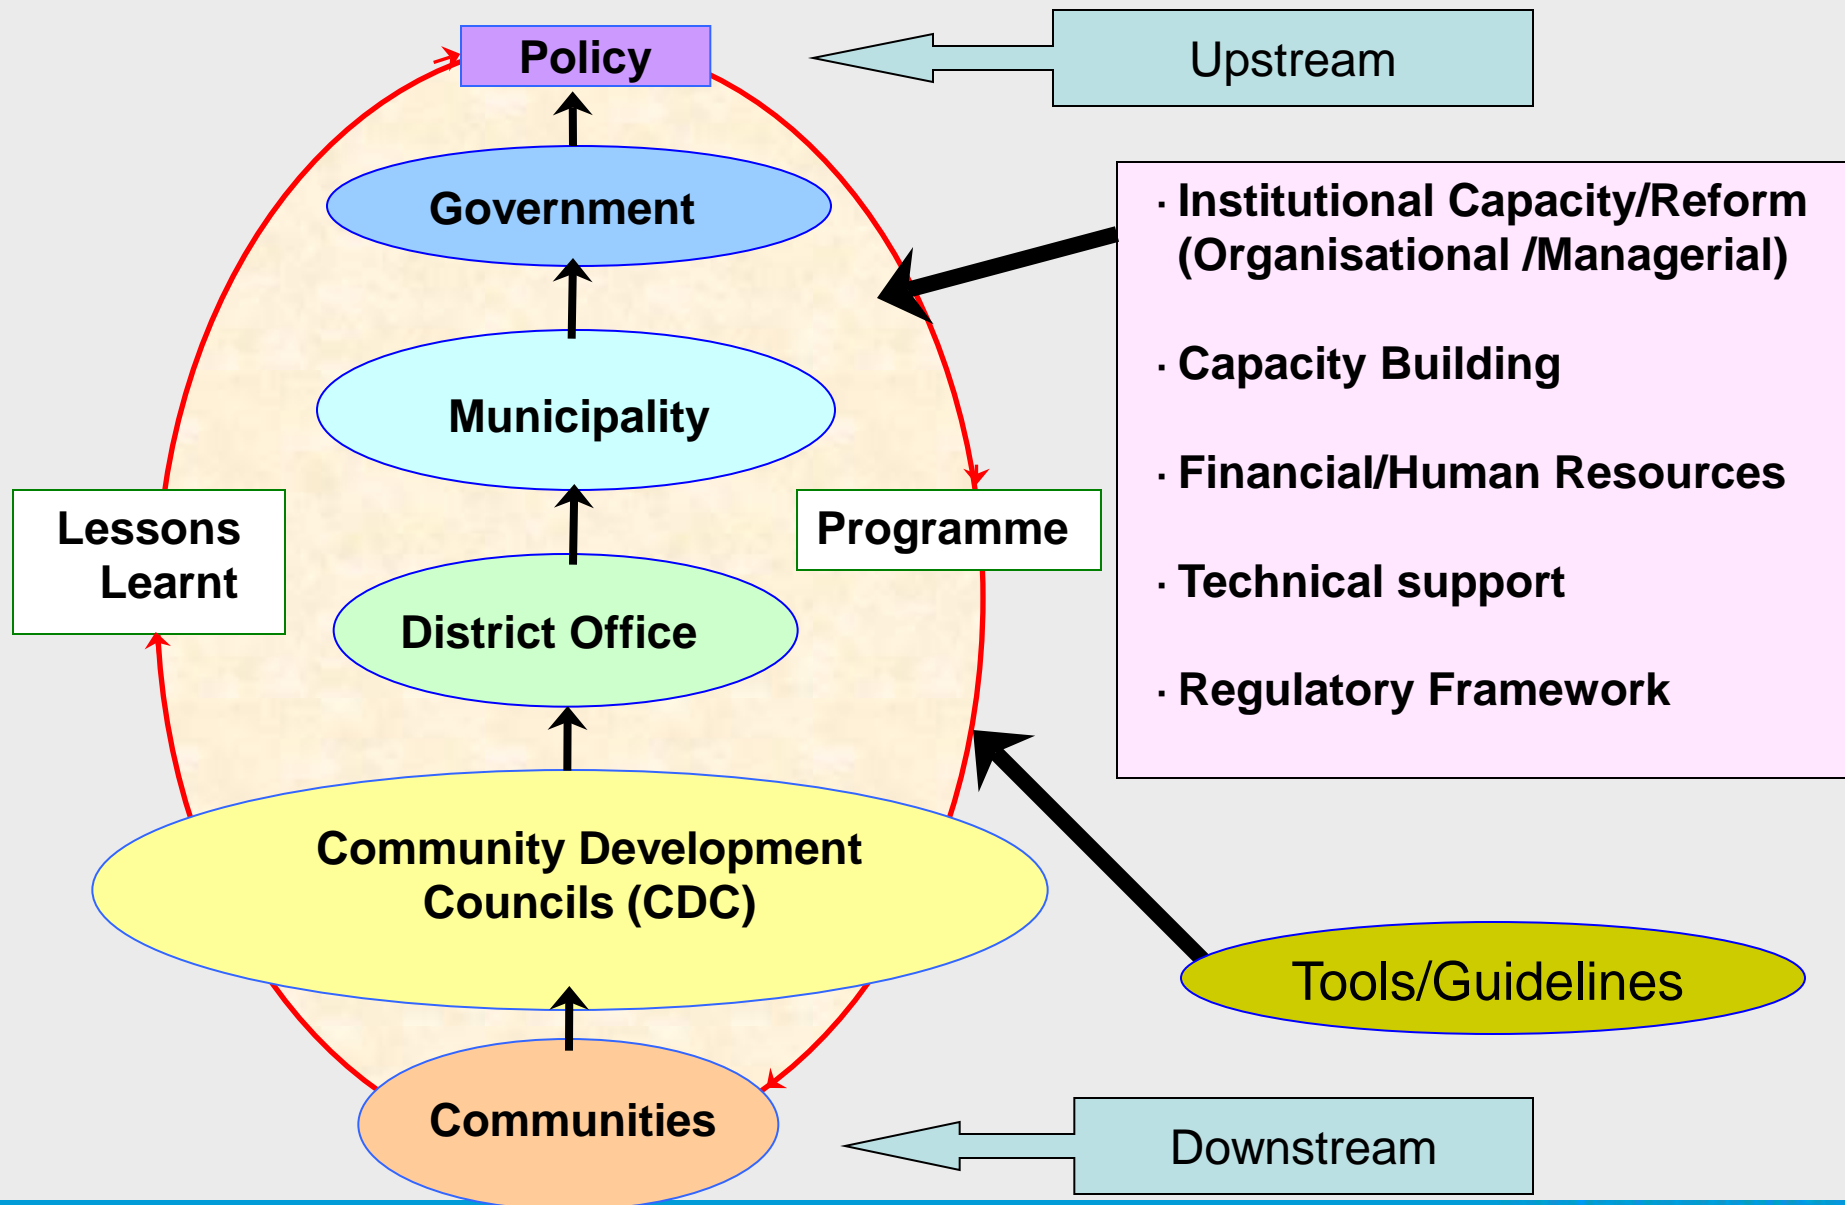 Policy
Upstream
Government
· Institutional Capacity/Reform
(Organisational /Managerial)
· Capacity Building
· Financial/Human Resources
· Technical support
· Regulatory Framework
Municipality
Lessons
Learnt
Programme
District Office
Community Development
Councils (CDC)
Tools/Guidelines
Communities
Downstream